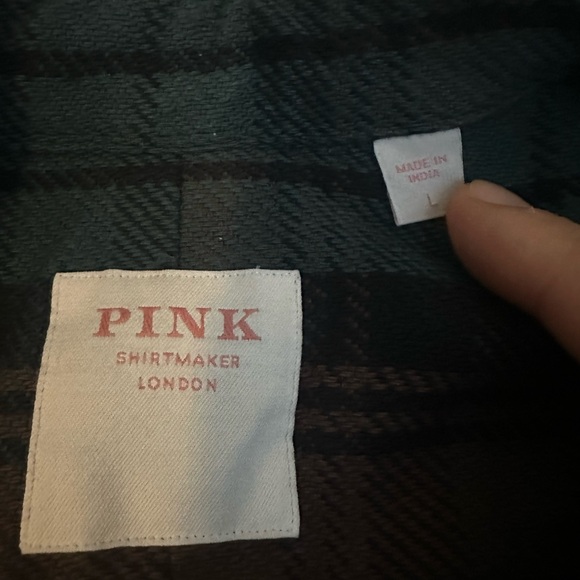 MADE IN
INDIA
L
PINK
SHIRTMAKER
LONDON